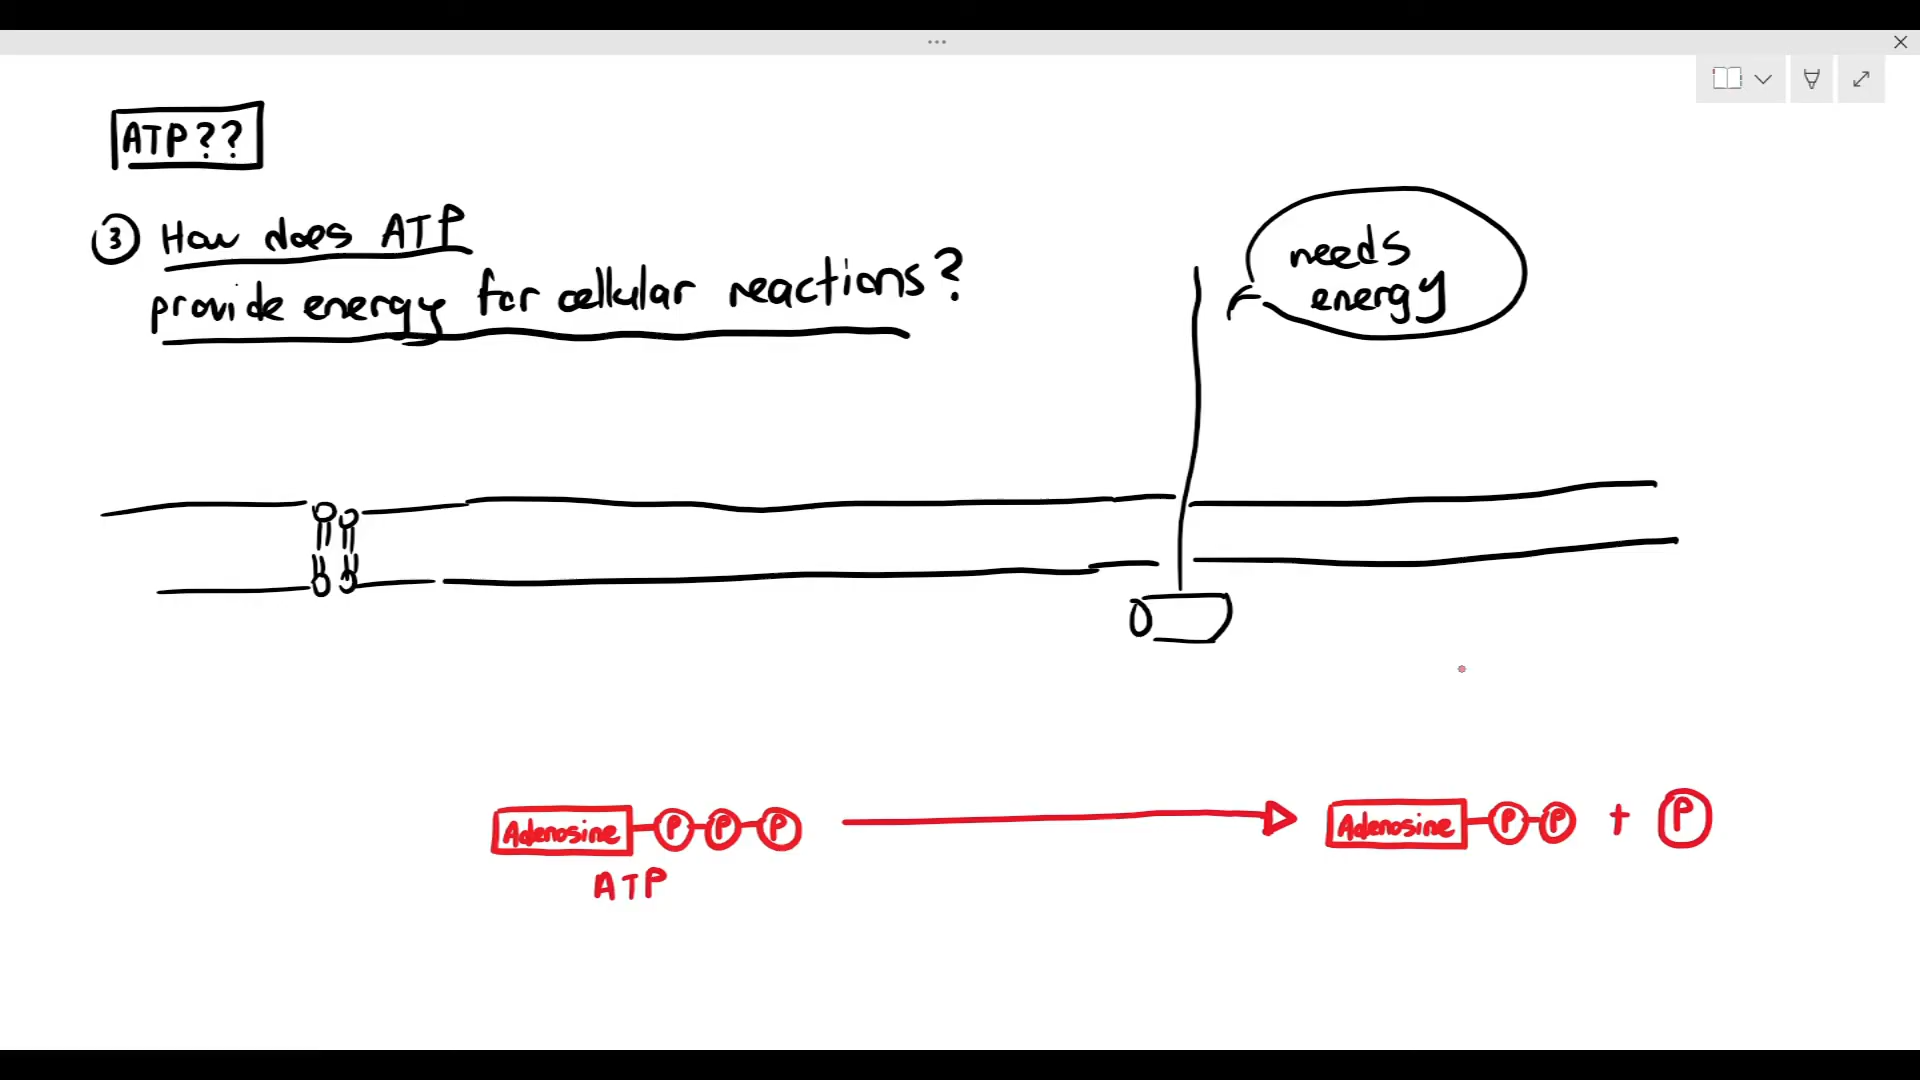 ATP??
③ How does ATP
provide energy for cellular reactions?
needs
energy
Adenosine P P P
ATP
Adenosine P P + P